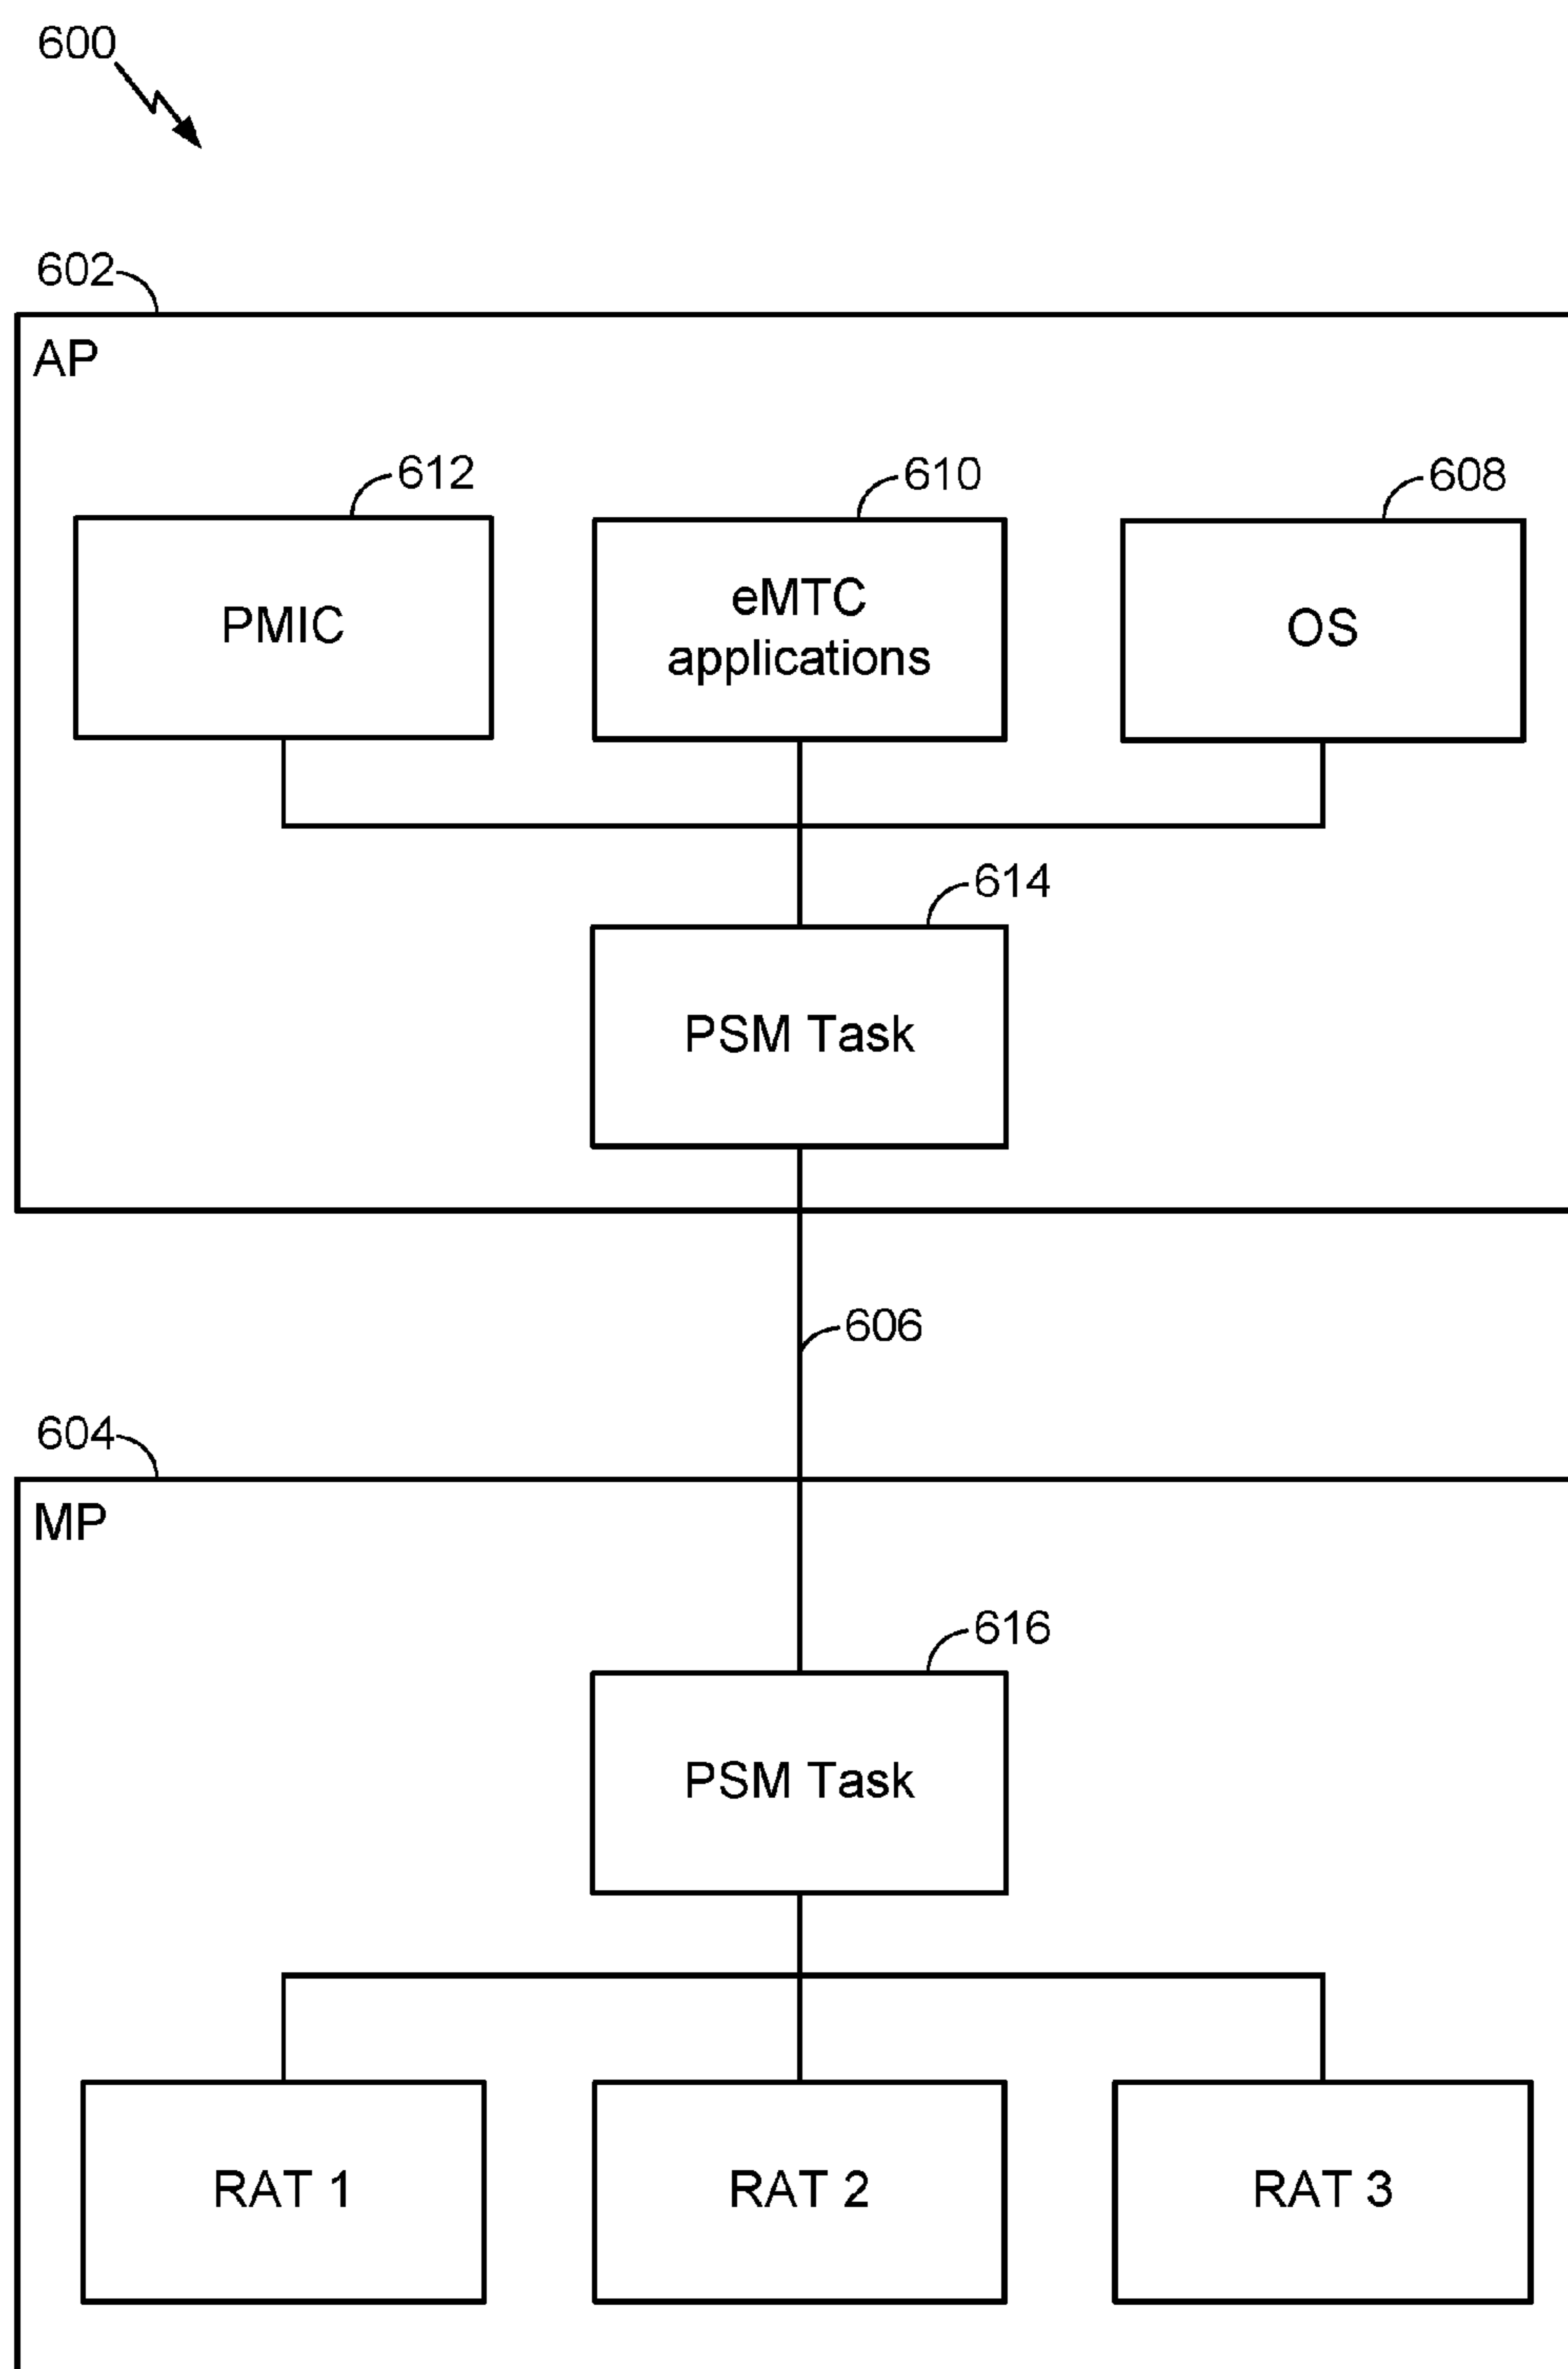 600
602
AP
612
610
608
PMIC
eMTC
applications
OS
614
PSM Task
606
604
MP
616
PSM Task
RAT 1
RAT 2
RAT 3